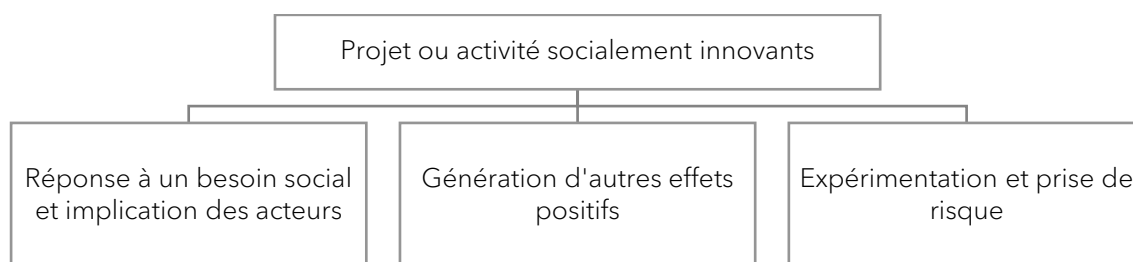 Projet ou activité socialement innovants
Réponse à un besoin social
et implication des acteurs
Génération d'autres effets
positifs
Expérimentation et prise de
risque